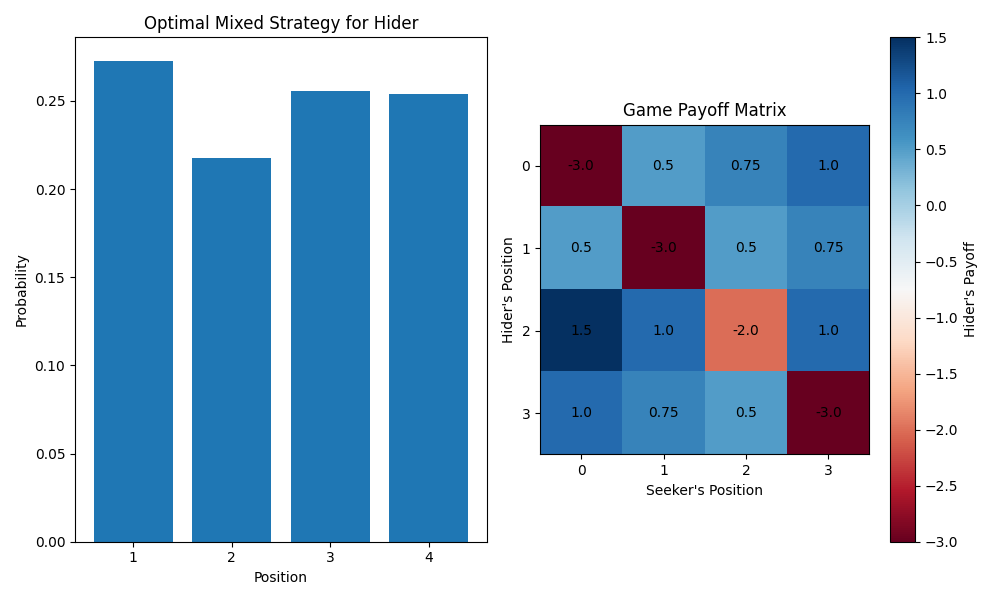 Optimal Mixed Strategy for Hider
Probability
0.25
0.20
0.15
0.10
0.05
0.00
1 2 3 4
Position
Game Payoff Matrix
Hider's Position
0 -3.0 0.5 0.75 1.0
1 0.5 -3.0 0.5 0.75
2 1.5 1.0 -2.0 1.0
3 1.0 0.75 0.5 -3.0
0 1 2 3
Seeker's Position
1.5
1.0
0.5
0.0
−0.5
−1.0
−1.5
−2.0
−2.5
−3.0
Hider's Payoff